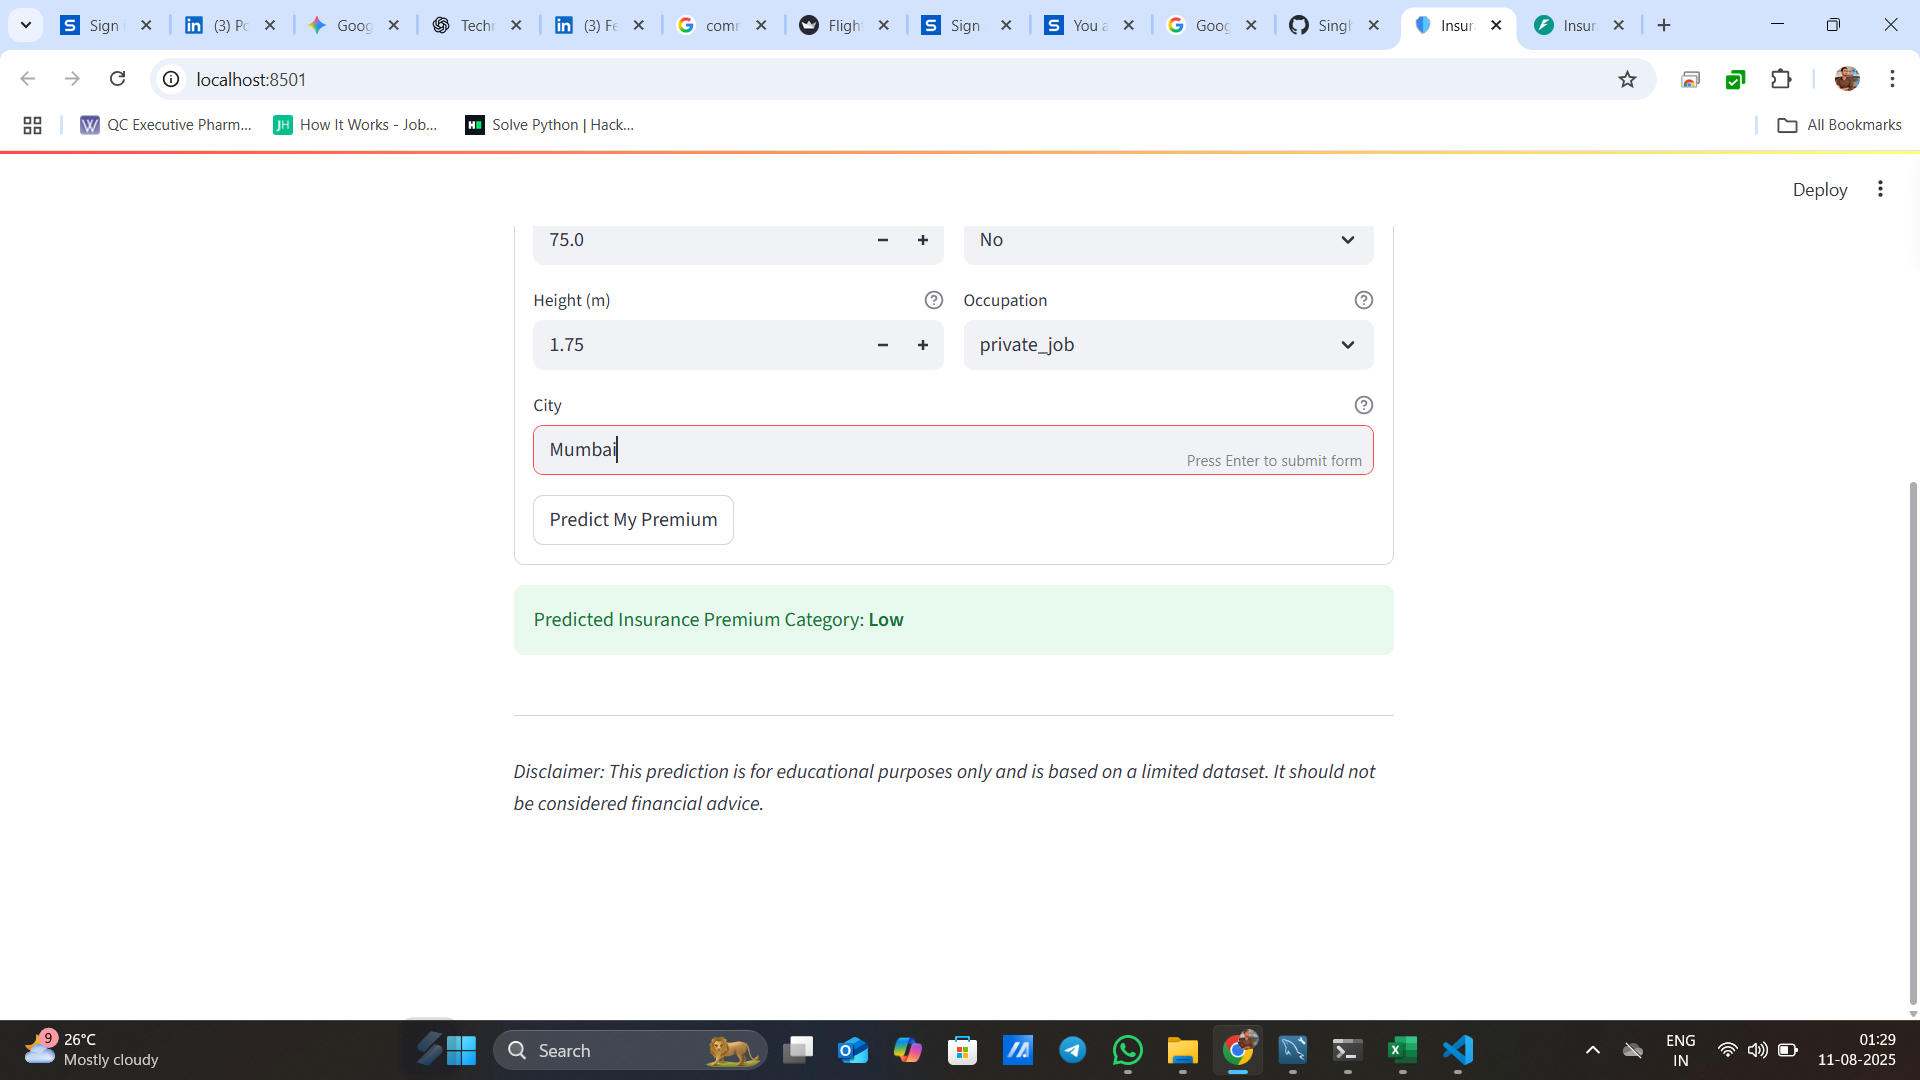 Sign
(3) Po
Goog
Techr
(3) Fe
comr
Fligh
Sign
You a
Goog
Singh
Insur
Insur
localhost:8501
QC Executive Pharm...
How It Works - Job...
Solve Python | Hack...
All Bookmarks
Deploy
75.0
No
Height (m)
Occupation
1.75
private_job
City
Mumbai
Press Enter to submit form
Predict My Premium
Predicted Insurance Premium Category: Low
Disclaimer: This prediction is for educational purposes only and is based on a limited dataset. It should not
be considered financial advice.
9
26°C
Mostly cloudy
Search
ENG
IN
01:29
11-08-2025